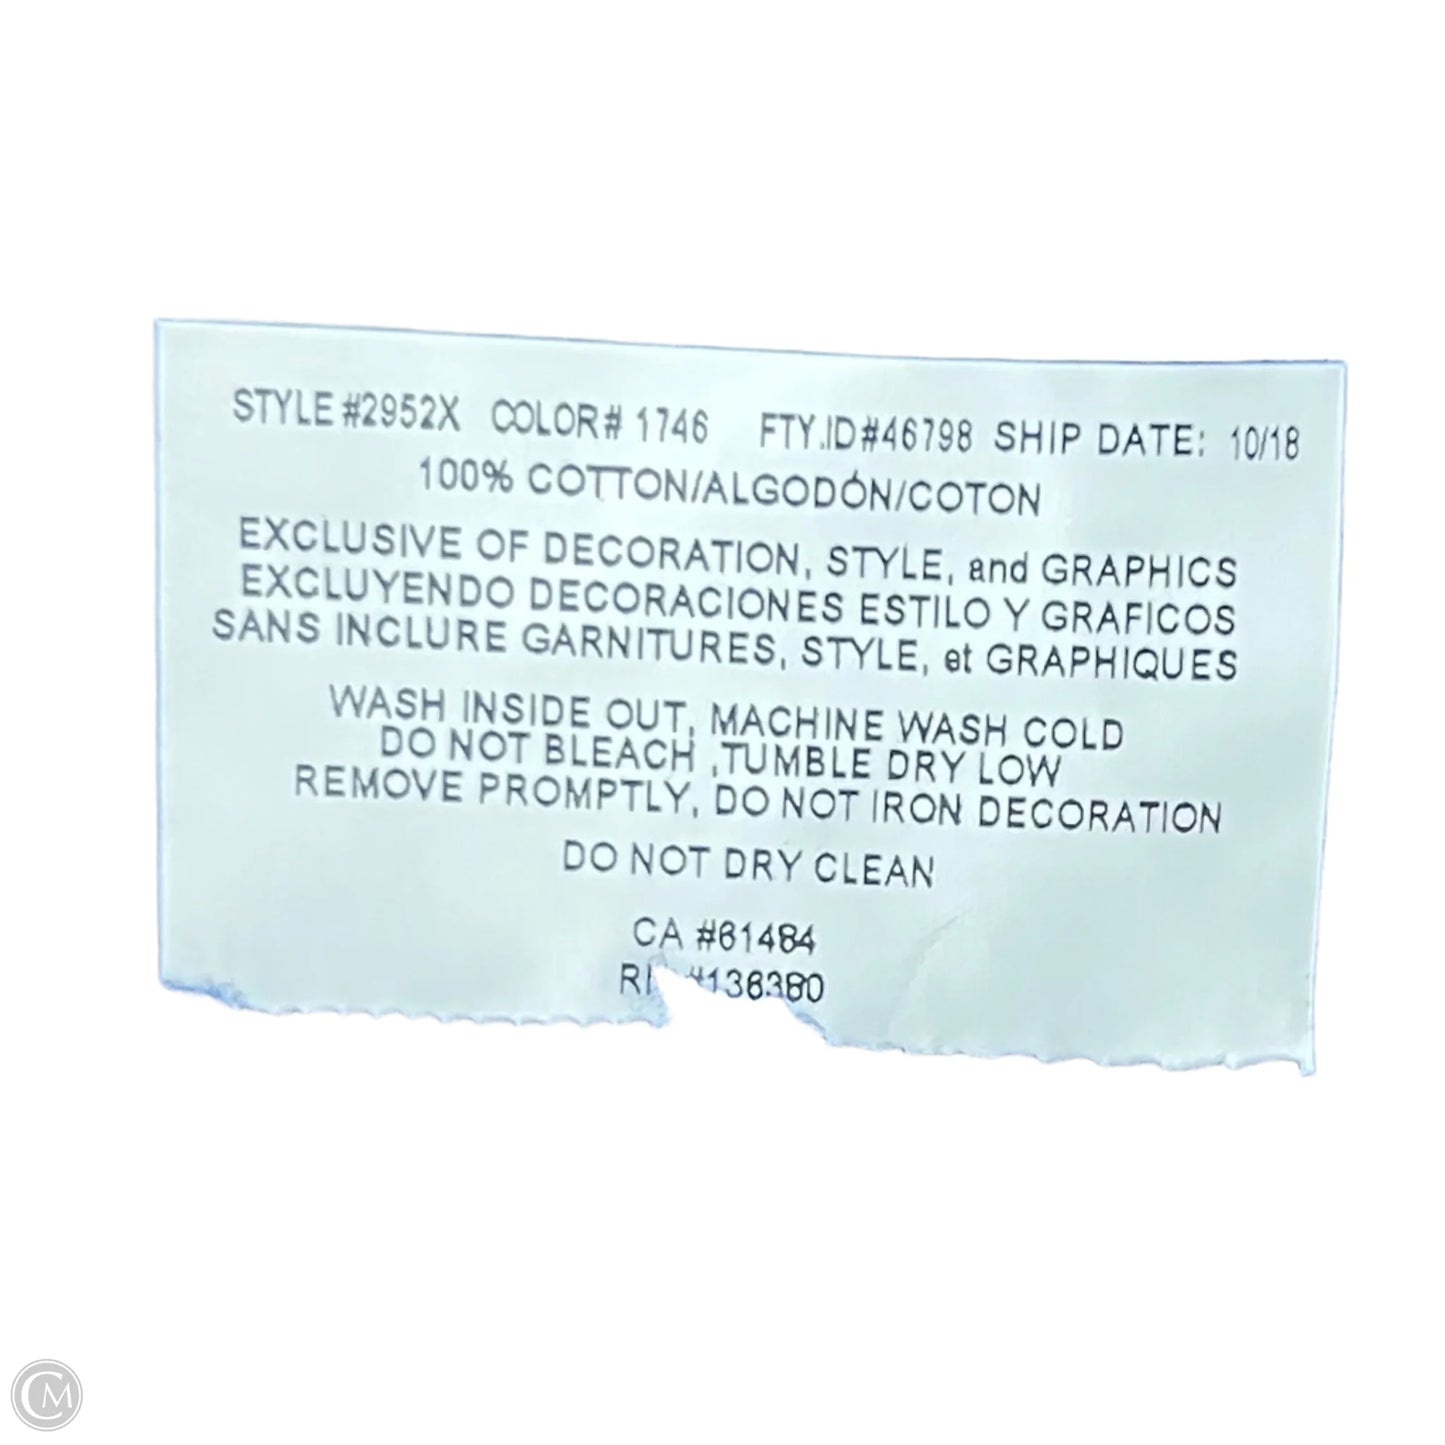 STYLE #2952X COLOR# 1746 FTY.ID#46798 SHIP DATE: 10/18
100% COTTON/ALGODÓN/COTON
EXCLUSIVE OF DECORATION, STYLE, and GRAPHICS
EXCLUYENDO DECORACIONES ESTILO Y GRAFICOS
SANS INCLURE GARNITURES, STYLE, et GRAPHIQUES
WASH INSIDE OUT, MACHINE WASH COLD
DO NOT BLEACH ,TUMBLE DRY LOW
REMOVE PROMPTLY, DO NOT IRON DECORATION
DO NOT DRY CLEAN
CA #61484
#136380
CM